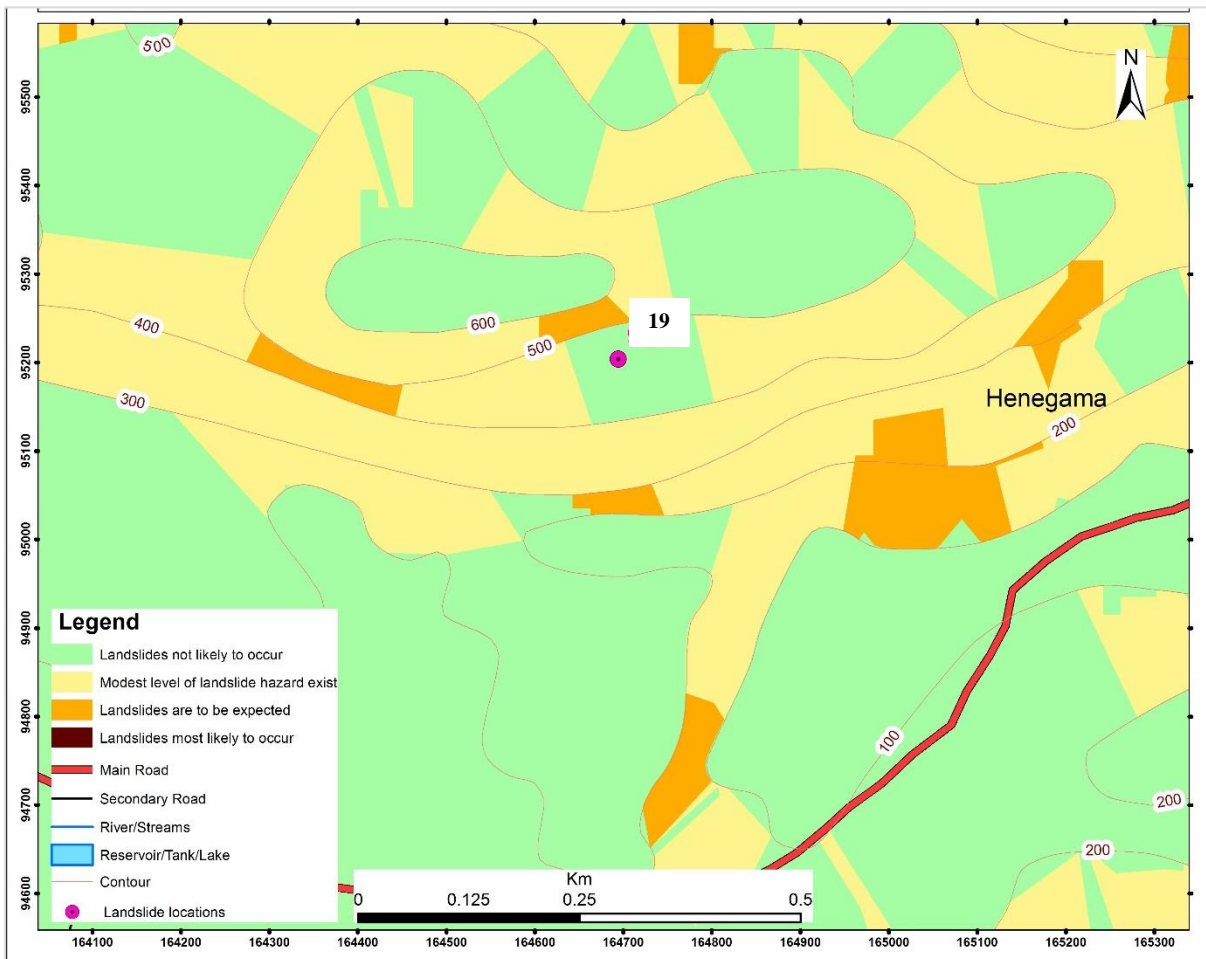 500
N
95500
95400
95300
95200
95100
95000
94900
94800
94700
94600
400
600
19
500
300
Henegama
200
100
200
200
Legend
Landslides not likely to occur
Modest level of landslide hazard exist
Landslides are to be expected
Landslides most likely to occur
Main Road
Secondary Road
River/Streams
Reservoir/Tank/Lake
Contour
Landslide locations
Km
0 0.125 0.25 0.5
164100 164200 164300 164400 164500 164600 164700 164800 164900 165000 165100 165200 165300